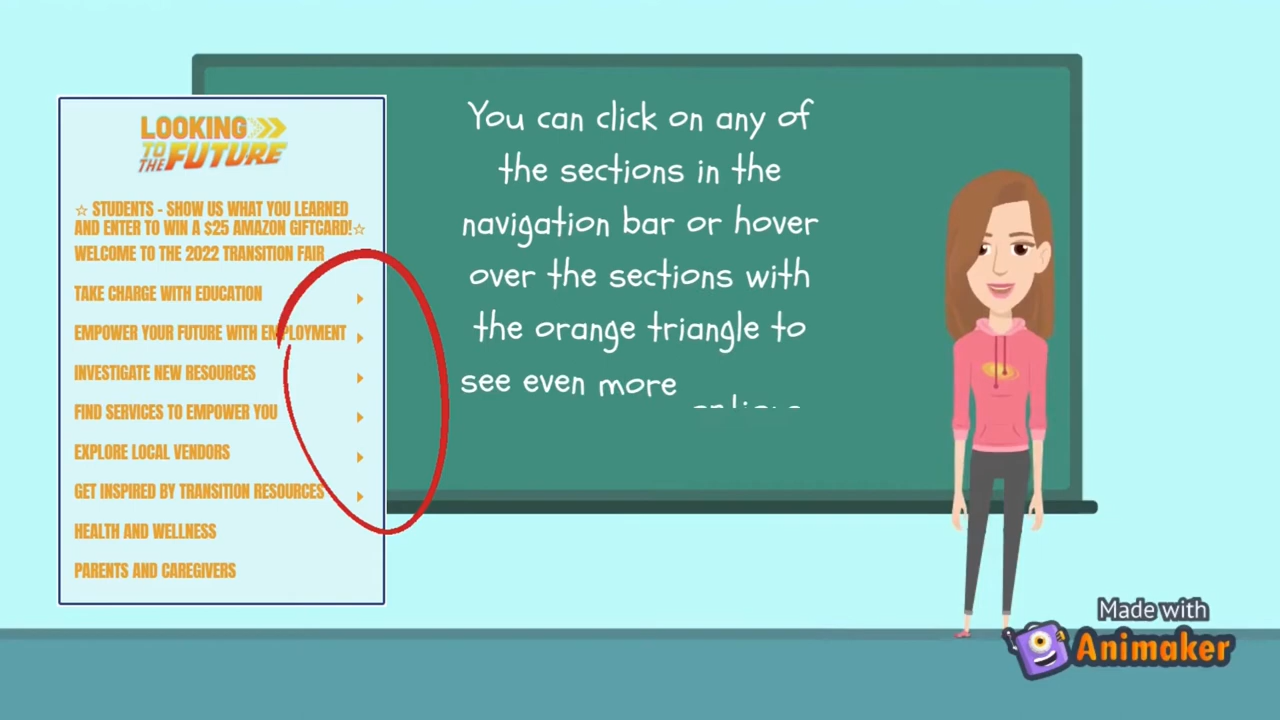 LOOKING
TO THE FUTURE
☆ STUDENTS - SHOW US WHAT YOU LEARNED
AND ENTER TO WIN A $25 AMAZON GIFTCARD!☆
WELCOME TO THE 2022 TRANSITION FAIR
TAKE CHARGE WITH EDUCATION
EMPOWER YOUR FUTURE WITH EMPLOYMENT
INVESTIGATE NEW RESOURCES
FIND SERVICES TO EMPOWER YOU
EXPLORE LOCAL VENDORS
GET INSPIRED BY TRANSITION RESOURCES
HEALTH AND WELLNESS
PARENTS AND CAREGIVERS
You can click on any of
the sections in the
navigation bar or hover
over the sections with
the orange triangle to
see even more
Made with
Animaker